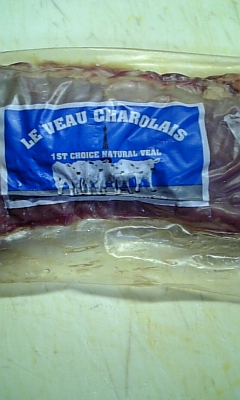 LE VEAU CHAROLAIS
1ST CHOICE NATURAL VEAL